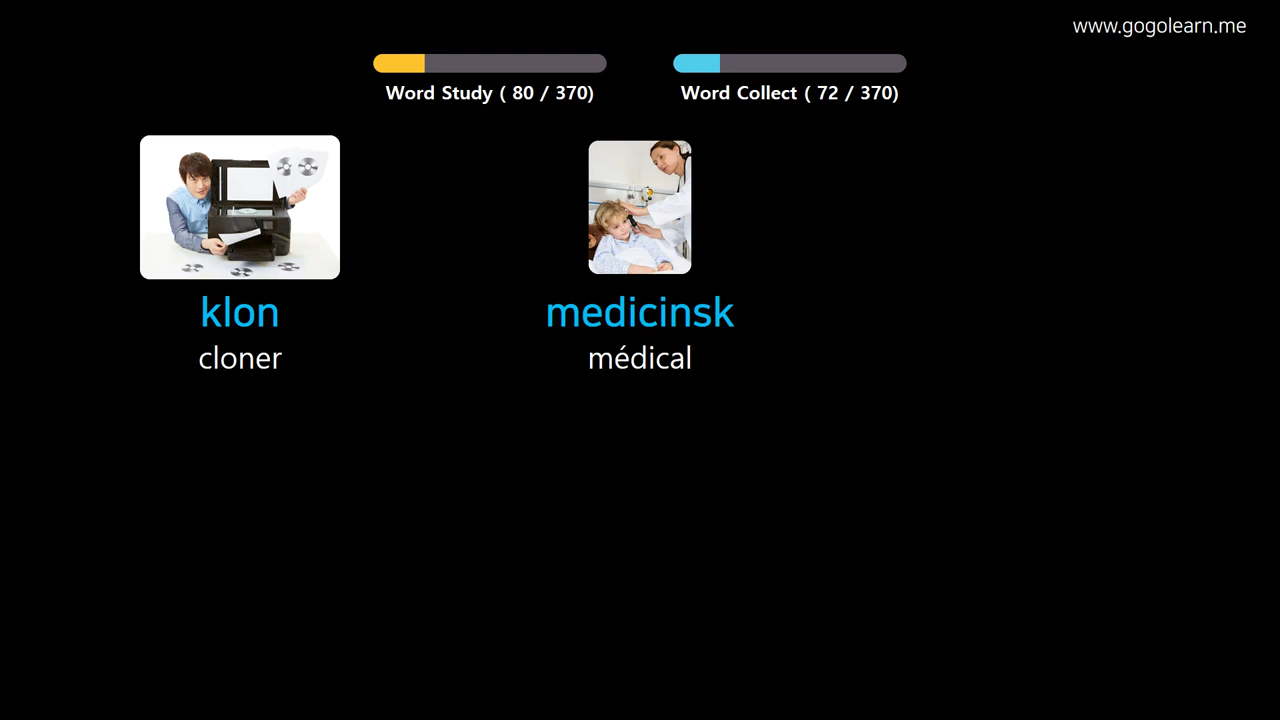 www.gogolearn.me
Word Study ( 80 / 370)
Word Collect ( 72 / 370)
klon
cloner
medicinsk
médical